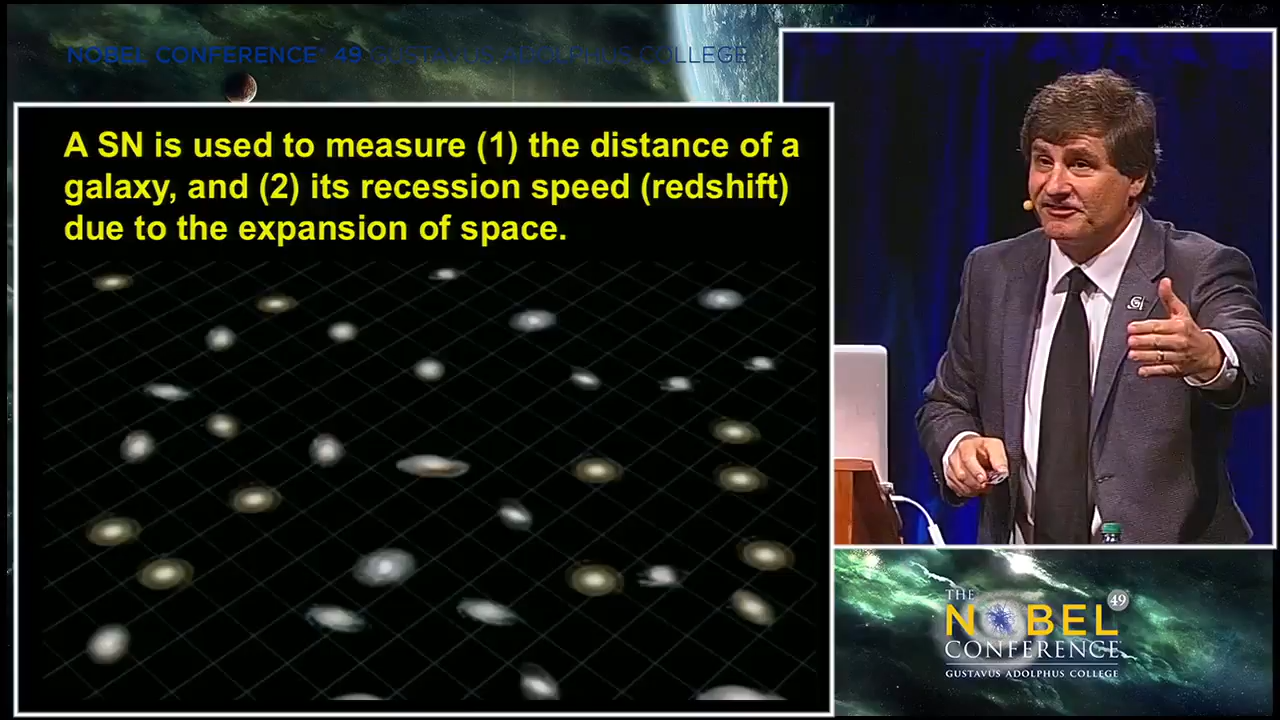 NOBEL CONFERENCE® 49 GUSTAVUS ADOLPHUS COLLEGE
A SN is used to measure (1) the distance of a
galaxy, and (2) its recession speed (redshift)
due to the expansion of space.
THE
NOBEL 49
CONFERENCE
GUSTAVUS ADOLPHUS COLLEGE